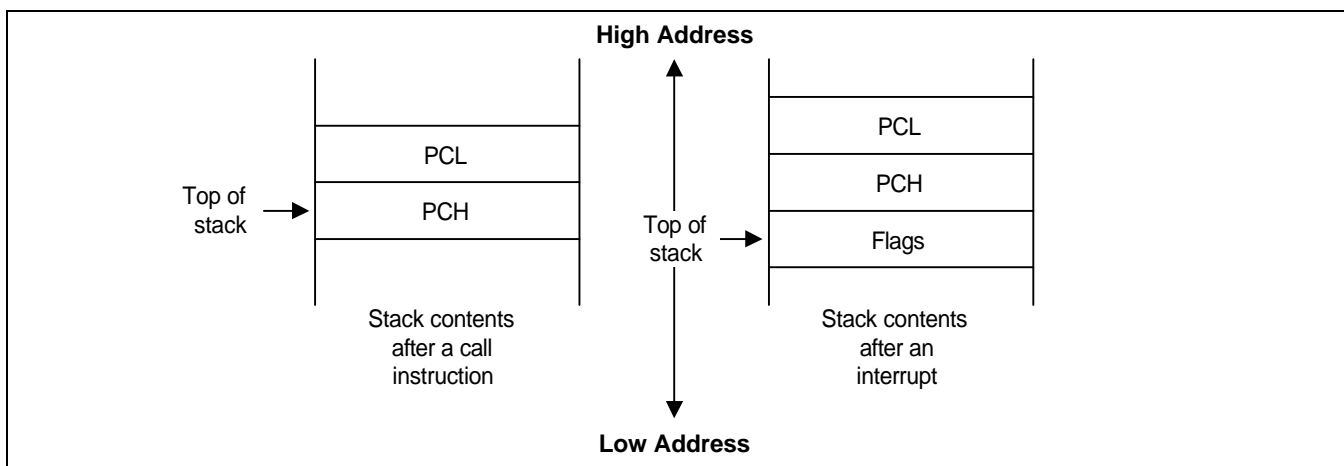 High Address
PCL
PCH
Top of
stack
Stack contents
after a call
instruction
Top of
stack
PCL
PCH
Flags
Stack contents
after an
interrupt
Low Address